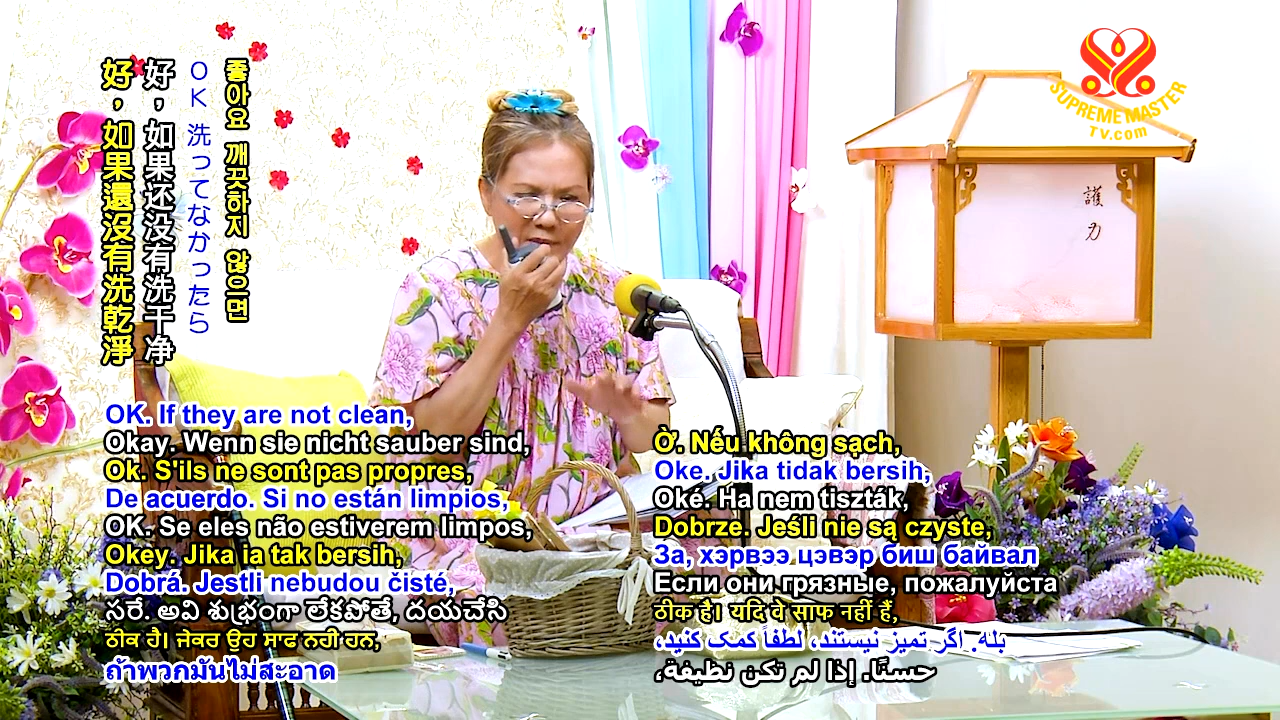 좋아요 깨끗하지 않으면
OK 洗ってなかったら
好，如果还没有洗干净
好，如果還沒有洗乾淨
SUPREME MASTER
TV.com
護力
OK. If they are not clean,
Okay. Wenn sie nicht sauber sind,
Ok. S'ils ne sont pas propres,
De acuerdo. Si no están limpios,
OK. Se eles não estiverem limpos,
Okey. Jika ia tak bersih,
Dobrá. Jestli nebudou čisté,
సరే. అవి శుభ్రంగా లేకపోతే, దయచేసి
ਠੀਕ ਹੈ। ਜੇਕਰ ਉਹ ਸਾਫ ਨਹੀ ਹਨ,
ถ้าพวกมันไม่สะอาด
Ờ. Nếu không sạch,
Oke. Jika tidak bersih,
Oké. Ha nem tiszták,
Dobrze. Jeśli nie są czyste,
За, хэрвээ цэвэр биш байвал
Если они грязные, пожалуйста
ठीक है। यदि वे साफ नहीं हैं,
بله. اگر تمیز نیستند، لطفاً کمک کنید،
حسنًا. إذا لم تكن نظيفة،